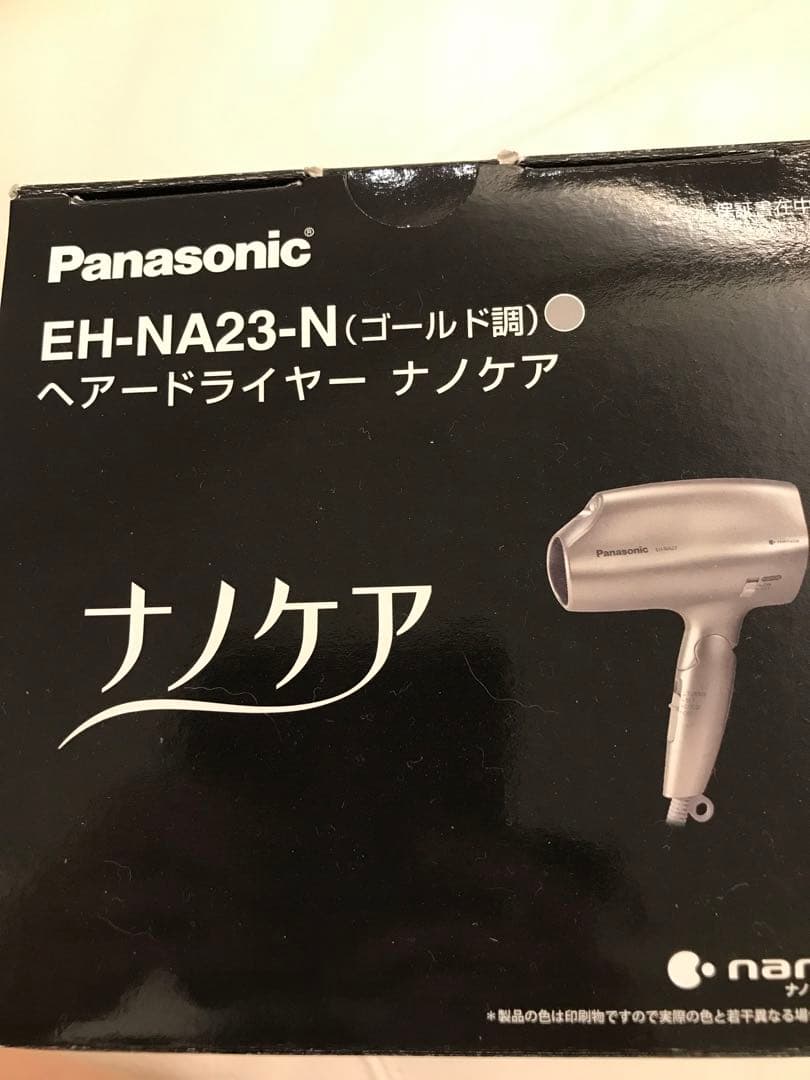 保証書在中
Panasonic®
EH-NA23-N(ゴールド調)
ヘアードライヤー ナノケア
Panasonic EH-NA23
ナノケア
nan
ナノ
＊製品の色は印刷物ですので実際の色と若干異なる場